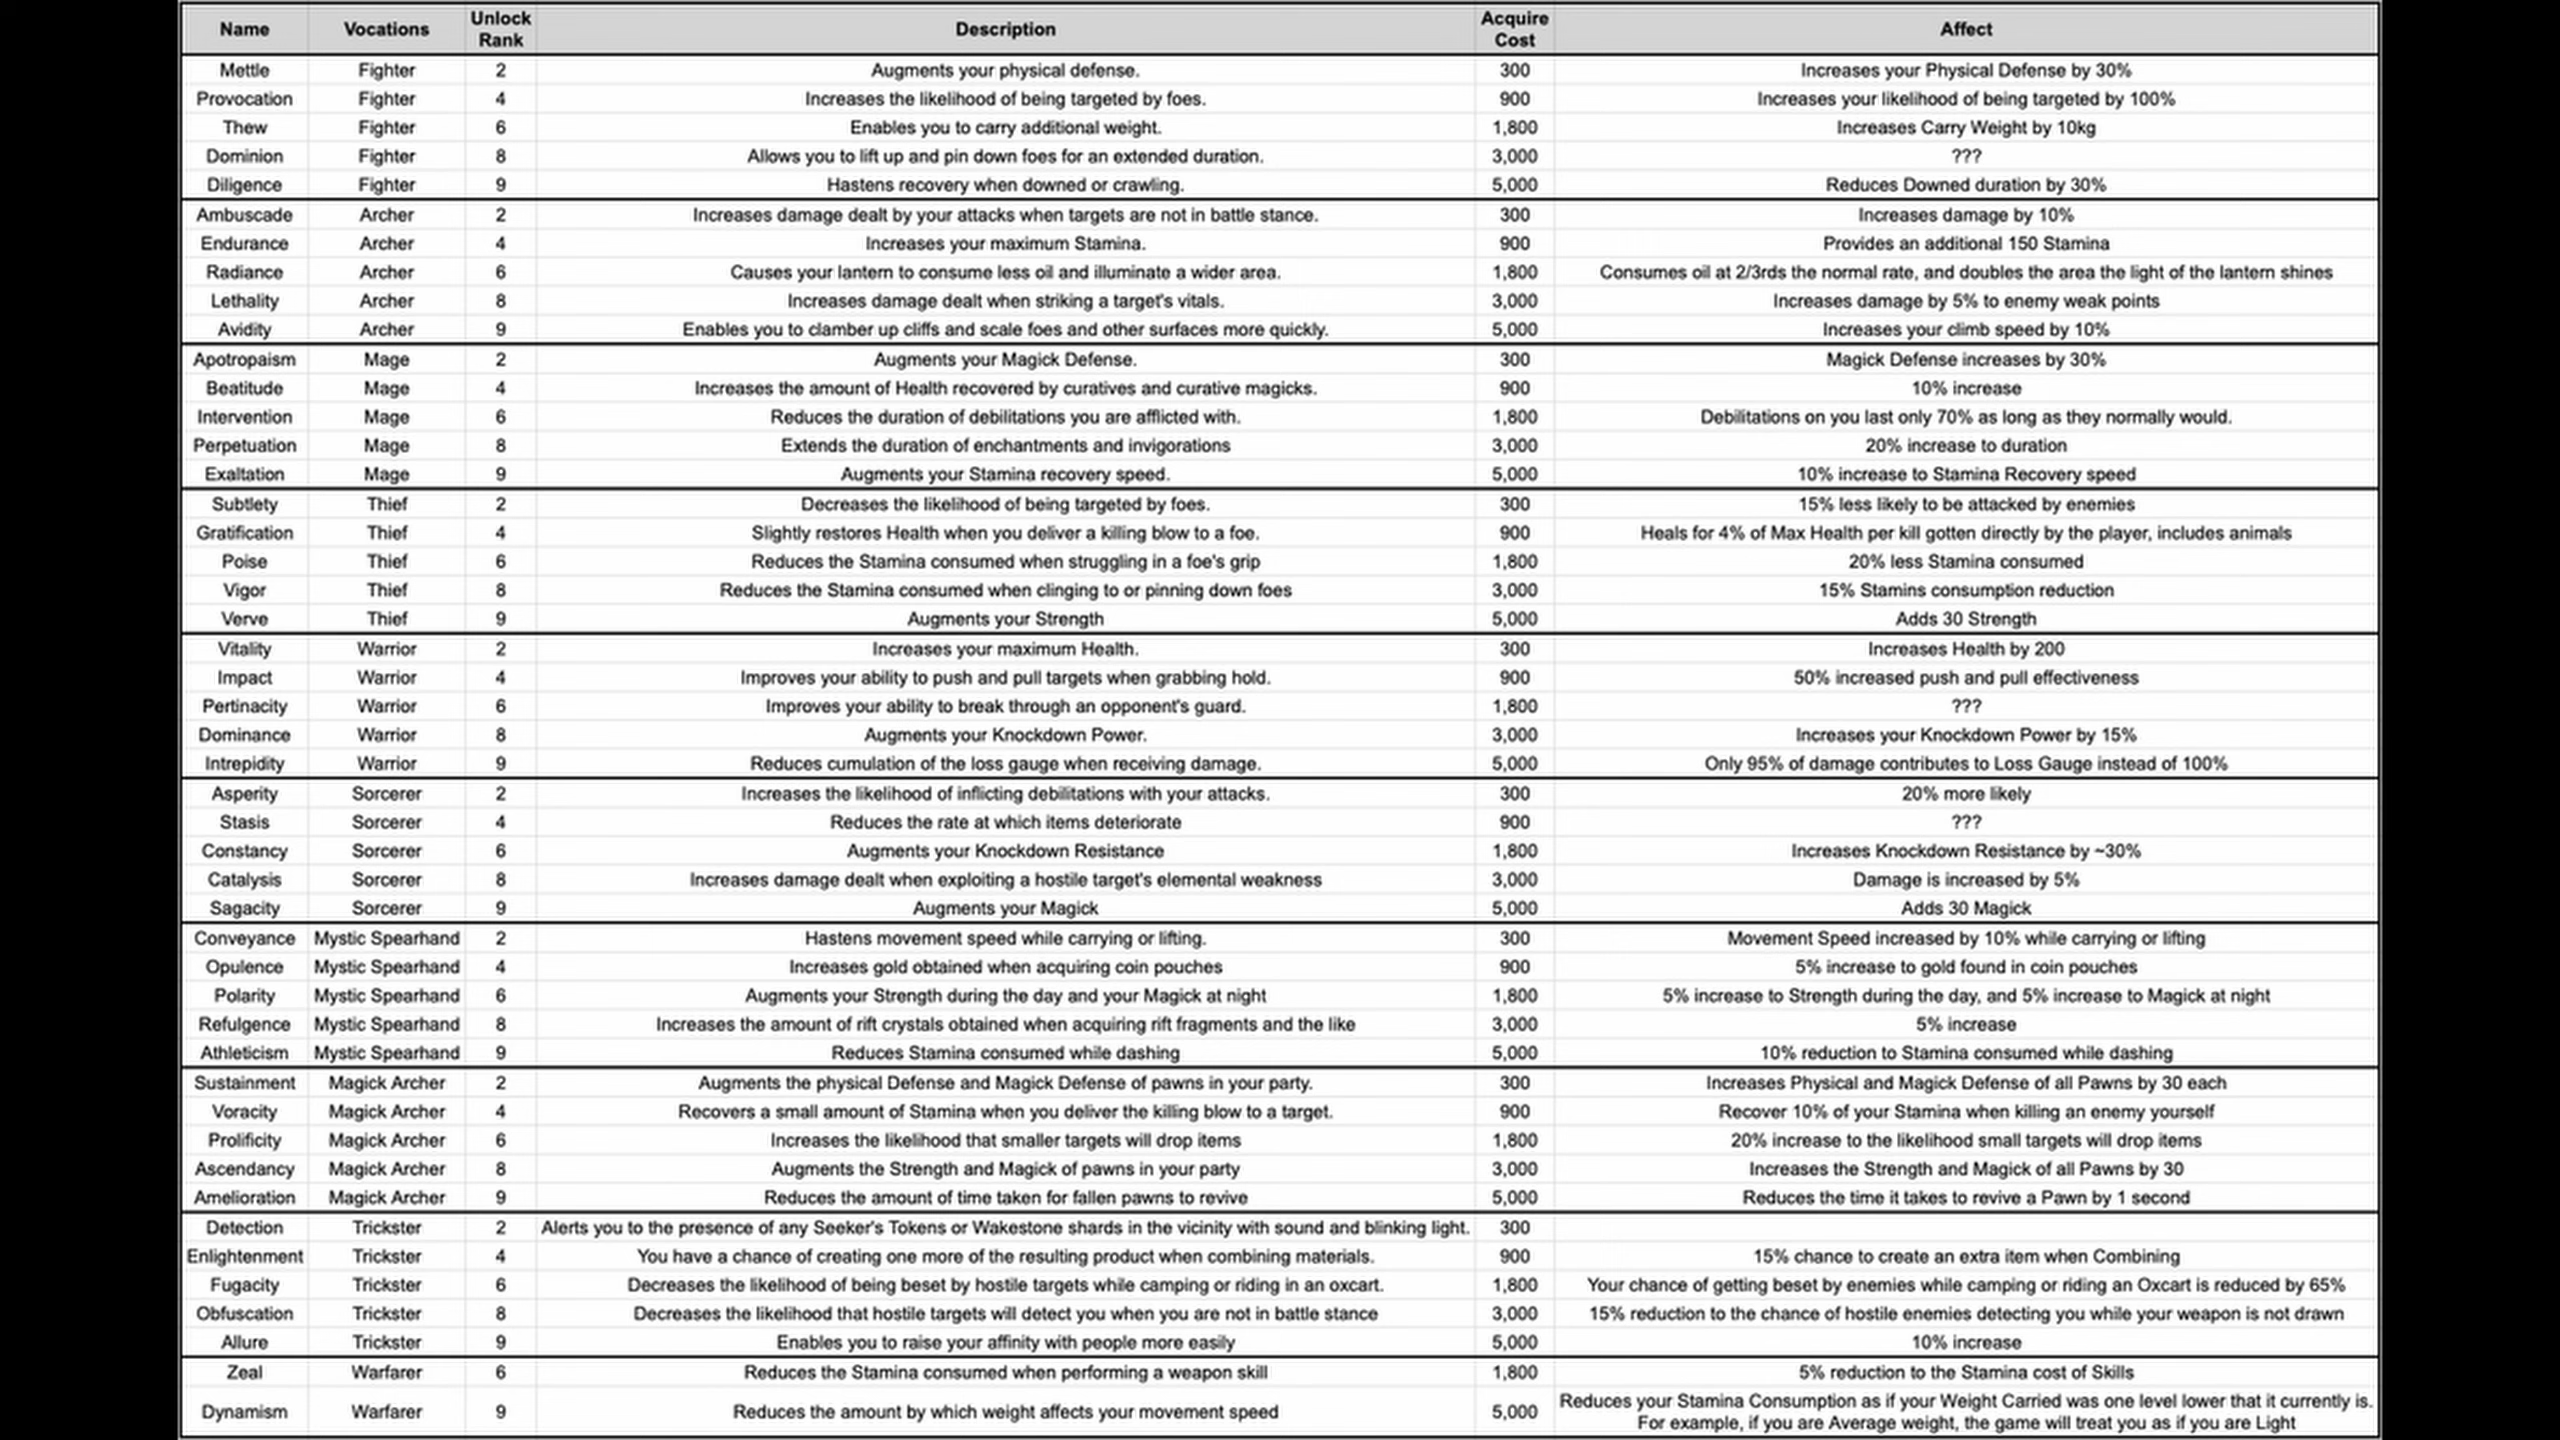 Name Vocations Unlock Rank Description Acquire Cost Affect
Mettle Fighter 2 Augments your physical defense. 300 Increases your Physical Defense by 30%
Provocation Fighter 4 Increases the likelihood of being targeted by foes. 900 Increases your likelihood of being targeted by 100%
Thew Fighter 6 Enables you to carry additional weight. 1,800 Increases Carry Weight by 10kg
Dominion Fighter 8 Allows you to lift up and pin down foes for an extended duration. 3,000 ???
Diligence Fighter 9 Hastens recovery when downed or crawling. 5,000 Reduces Downed duration by 30%
Ambuscade Archer 2 Increases damage dealt by your attacks when targets are not in battle stance. 300 Increases damage by 10%
Endurance Archer 4 Increases your maximum Stamina. 900 Provides an additional 150 Stamina
Radiance Archer 6 Causes your lantern to consume less oil and illuminate a wider area. 1,800 Consumes oil at 2/3rds the normal rate, and doubles the area the light of the lantern shines
Lethality Archer 8 Increases damage dealt when striking a target's vitals. 3,000 Increases damage by 5% to enemy weak points
Avidity Archer 9 Enables you to clamber up cliffs and scale foes and other surfaces more quickly. 5,000 Increases your climb speed by 10%
Apotropaism Mage 2 Augments your Magick Defense. 300 Magick Defense increases by 30%
Beatitude Mage 4 Increases the amount of Health recovered by curatives and curative magicks. 900 10% increase
Intervention Mage 6 Reduces the duration of debilitations you are afflicted with. 1,800 Debilitations on you last only 70% as long as they normally would.
Perpetuation Mage 8 Extends the duration of enchantments and invigorations 3,000 20% increase to duration
Exaltation Mage 9 Augments your Stamina recovery speed. 5,000 10% increase to Stamina Recovery speed
Subtlety Thief 2 Decreases the likelihood of being targeted by foes. 300 15% less likely to be attacked by enemies
Gratification Thief 4 Slightly restores Health when you deliver a killing blow to a foe. 900 Heals for 4% of Max Health per kill gotten directly by the player, includes animals
Poise Thief 6 Reduces the Stamina consumed when struggling in a foe's grip 1,800 20% less Stamina consumed
Vigor Thief 8 Reduces the Stamina consumed when clinging to or pinning down foes 3,000 15% Stamins consumption reduction
Verve Thief 9 Augments your Strength 5,000 Adds 30 Strength
Vitality Warrior 2 Increases your maximum Health. 300 Increases Health by 200
Impact Warrior 4 Improves your ability to push and pull targets when grabbing hold. 900 50% increased push and pull effectiveness
Pertinacity Warrior 6 Improves your ability to break through an opponent's guard. 1,800 ???
Dominance Warrior 8 Augments your Knockdown Power. 3,000 Increases your Knockdown Power by 15%
Intrepidity Warrior 9 Reduces cumulation of the loss gauge when receiving damage. 5,000 Only 95% of damage contributes to Loss Gauge instead of 100%
Asperity Sorcerer 2 Increases the likelihood of inflicting debilitations with your attacks. 300 20% more likely
Stasis Sorcerer 4 Reduces the rate at which items deteriorate 900 ???
Constancy Sorcerer 6 Augments your Knockdown Resistance 1,800 Increases Knockdown Resistance by ~30%
Catalysis Sorcerer 8 Increases damage dealt when exploiting a hostile target's elemental weakness 3,000 Damage is increased by 5%
Sagacity Sorcerer 9 Augments your Magick 5,000 Adds 30 Magick
Conveyance Mystic Spearhand 2 Hastens movement speed while carrying or lifting. 300 Movement Speed increased by 10% while carrying or lifting
Opulence Mystic Spearhand 4 Increases gold obtained when acquiring coin pouches 900 5% increase to gold found in coin pouches
Polarity Mystic Spearhand 6 Augments your Strength during the day and your Magick at night 1,800 5% increase to Strength during the day, and 5% increase to Magick at night
Refulgence Mystic Spearhand 8 Increases the amount of rift crystals obtained when acquiring rift fragments and the like 3,000 5% increase
Athleticism Mystic Spearhand 9 Reduces Stamina consumed while dashing 5,000 10% reduction to Stamina consumed while dashing
Sustainment Magick Archer 2 Augments the physical Defense and Magick Defense of pawns in your party. 300 Increases Physical and Magick Defense of all Pawns by 30 each
Voracity Magick Archer 4 Recovers a small amount of Stamina when you deliver the killing blow to a target. 900 Recover 10% of your Stamina when killing an enemy yourself
Prolificity Magick Archer 6 Increases the likelihood that smaller targets will drop items 1,800 20% increase to the likelihood small targets will drop items
Ascendancy Magick Archer 8 Augments the Strength and Magick of pawns in your party 3,000 Increases the Strength and Magick of all Pawns by 30
Amelioration Magick Archer 9 Reduces the amount of time taken for fallen pawns to revive 5,000 Reduces the time it takes to revive a Pawn by 1 second
Detection Trickster 2 Alerts you to the presence of any Seeker's Tokens or Wakestone shards in the vicinity with sound and blinking light. 300
Enlightenment Trickster 4 You have a chance of creating one more of the resulting product when combining materials. 900 15% chance to create an extra item when Combining
Fugacity Trickster 6 Decreases the likelihood of being beset by hostile targets while camping or riding in an oxcart. 1,800 Your chance of getting beset by enemies while camping or riding an Oxcart is reduced by 65%
Obfuscation Trickster 8 Decreases the likelihood that hostile targets will detect you when you are not in battle stance 3,000 15% reduction to the chance of hostile enemies detecting you while your weapon is not drawn
Allure Trickster 9 Enables you to raise your affinity with people more easily 5,000 10% increase
Zeal Warfarer 6 Reduces the Stamina consumed when performing a weapon skill 1,800 5% reduction to the Stamina cost of Skills
Dynamism Warfarer 9 Reduces the amount by which weight affects your movement speed 5,000 Reduces your Stamina Consumption as if your Weight Carried was one level lower that it currently is.
For example, if you are Average weight, the game will treat you as if you are Light